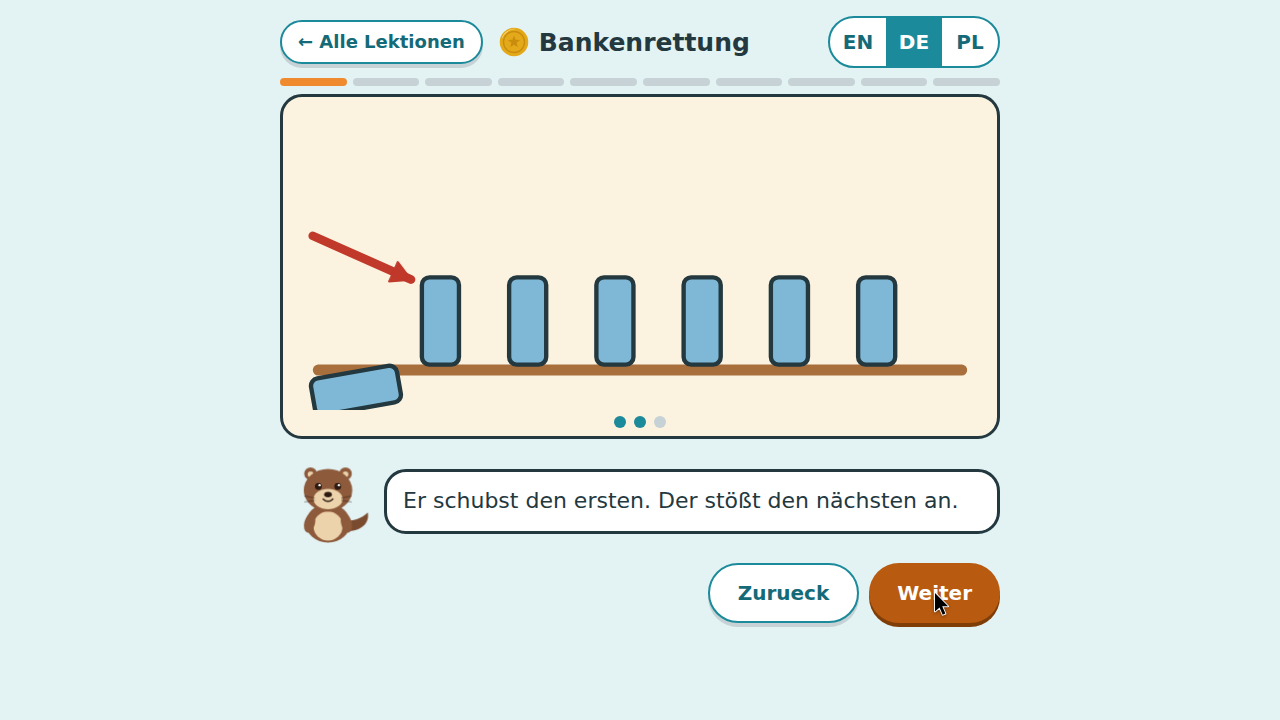 ← Alle Lektionen
Bankenrettung
EN DE PL
Er schubst den ersten. Der stößt den nächsten an.
Zurueck
Weiter